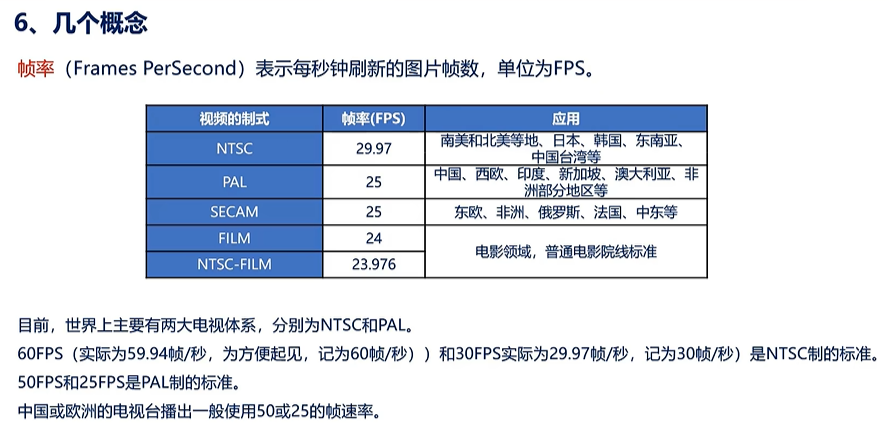 6、几个概念
帧率（Frames PerSecond）表示每秒钟刷新的图片帧数，单位为FPS。
视频的制式 帧率(FPS) 应用
NTSC 29.97 南美和北美等地、日本、韩国、东南亚、
中国台湾等
PAL 25 中国、西欧、印度、新加坡、澳大利亚、非
洲部分地区等
SECAM 25 东欧、非洲、俄罗斯、法国、中东等
FILM 24
电影领域，普通电影院线标准
NTSC-FILM 23.976
目前，世界上主要有两大电视体系，分别为NTSC和PAL。
60FPS（实际为59.94帧/秒，为方便起见，记为60帧/秒））和30FPS实际为29.97帧/秒，记为30帧/秒）是NTSC制的标准。
50FPS和25FPS是PAL制的标准。
中国或欧洲的电视台播出一般使用50或25的帧速率。